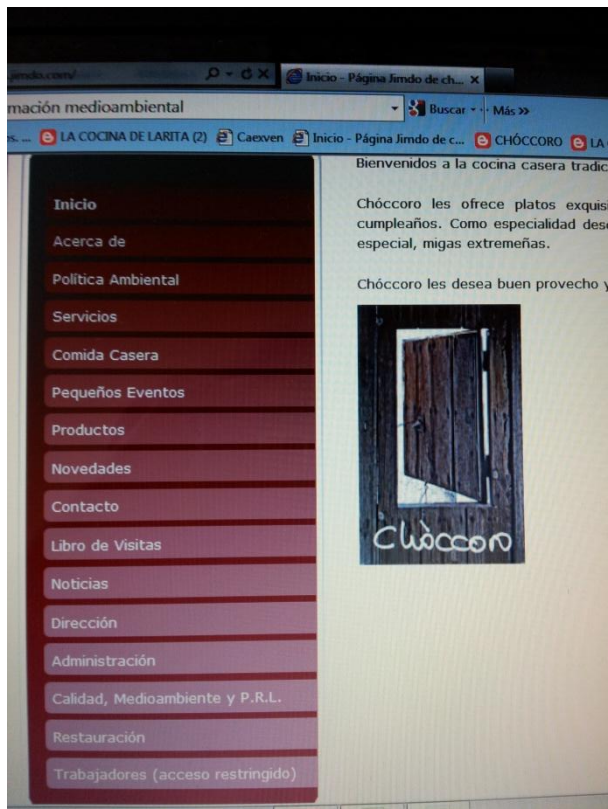 jimdo.com/
Inicio - Página Jimdo de ch...
mación medioambiental
Buscar
Más »
s. ...
LA COCINA DE LARITA (2)
Caexven
Inicio - Página Jimdo de c...
CHÓCCORO
LA
Bienvenidos a la cocina casera tradic
Inicio
Acerca de
Política Ambiental
Servicios
Comida Casera
Pequeños Eventos
Productos
Novedades
Contacto
Libro de Visitas
Noticias
Dirección
Administración
Calidad, Medioambiente y P.R.L.
Restauración
Trabajadores (acceso restringido)
Chóccoro les ofrece platos exquis
cumpleaños. Como especialidad des
especial, migas extremeñas.
Chóccoro les desea buen provecho y
Chòccoro